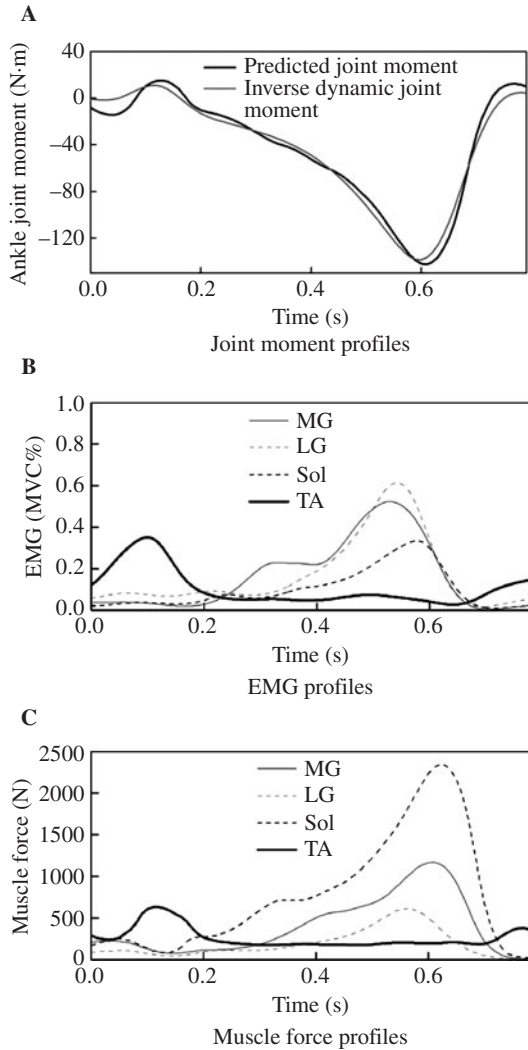 A
Ankle joint moment (N·m)
40
0
−40
−80
−120
Predicted joint moment
Inverse dynamic joint
moment
0.0 0.2 0.4 0.6
Time (s)
Joint moment profiles
B
EMG (MVC%)
1.0
0.8
0.6
0.4
0.2
0.0
MG
LG
Sol
TA
0.0 0.2 0.4 0.6
Time (s)
EMG profiles
C
Muscle force (N)
2500
2000
1500
1000
500
0
MG
LG
Sol
TA
0.0 0.2 0.4 0.6
Time (s)
Muscle force profiles